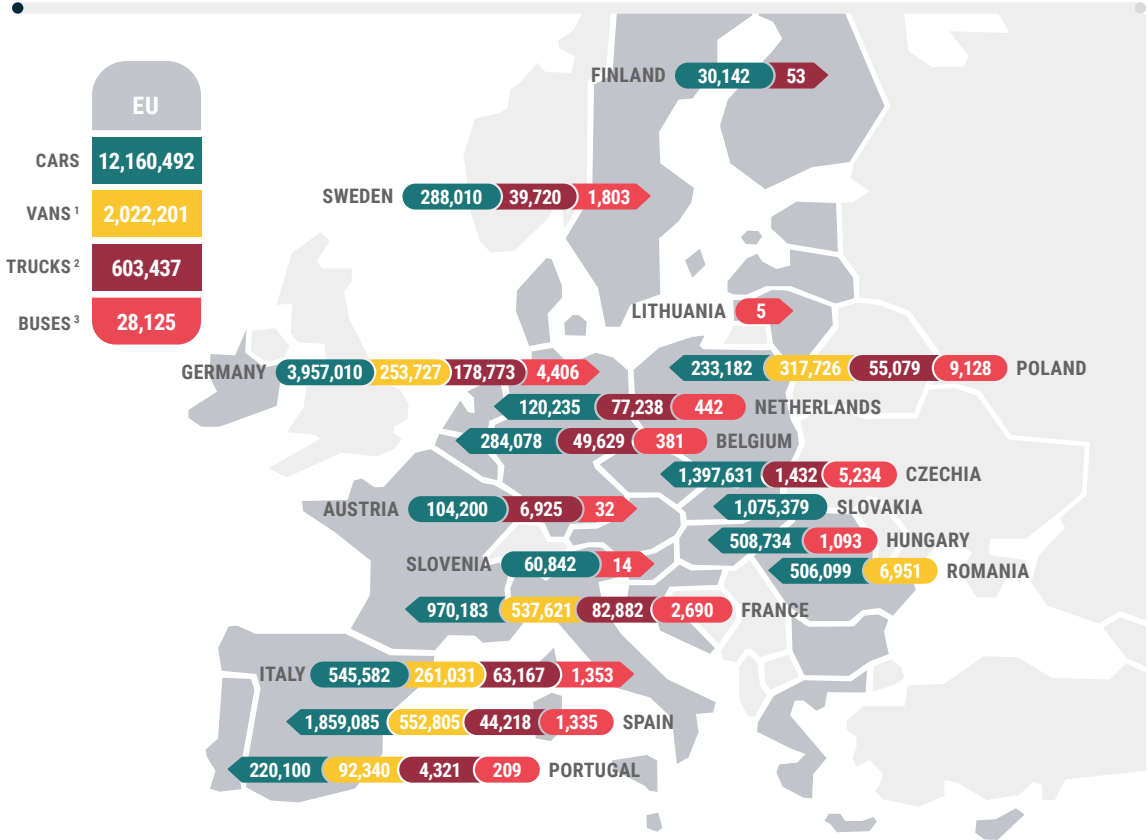 EU
CARS 12,160,492
VANS ¹ 2,022,201
TRUCKS ² 603,437
BUSES ³ 28,125
FINLAND 30,142 53
SWEDEN 288,010 39,720 1,803
LITHUANIA 5
GERMANY 3,957,010 253,727 178,773 4,406
233,182 317,726 55,079 9,128 POLAND
120,235 77,238 442 NETHERLANDS
284,078 49,629 381 BELGIUM
1,397,631 1,432 5,234 CZECHIA
AUSTRIA 104,200 6,925 32
1,075,379 SLOVAKIA
508,734 1,093 HUNGARY
SLOVENIA 60,842 14
506,099 6,951 ROMANIA
970,183 537,621 82,882 2,690 FRANCE
ITALY 545,582 261,031 63,167 1,353
1,859,085 552,805 44,218 1,335 SPAIN
220,100 92,340 4,321 209 PORTUGAL